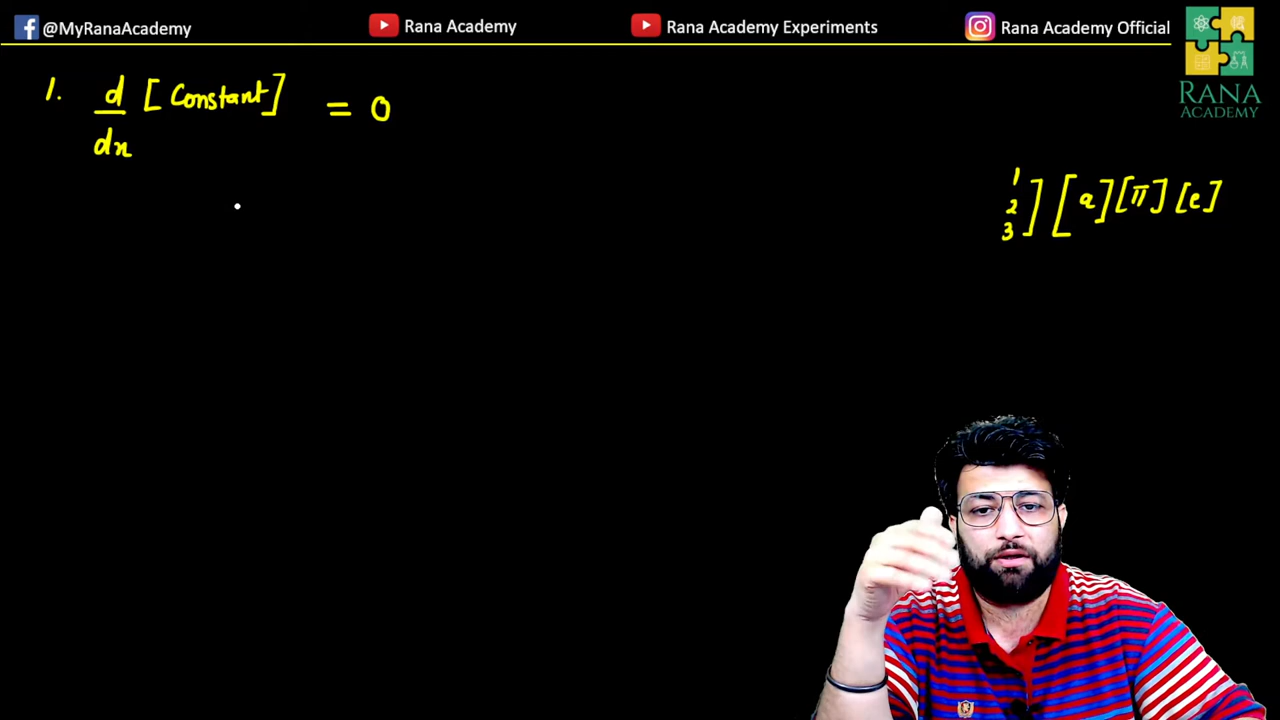 @MyRanaAcademy
Rana Academy
Rana Academy Experiments
Rana Academy Official
RANA
ACADEMY
1. d/dx [Constant] = 0
1
2
3
] [a] [π] [e]